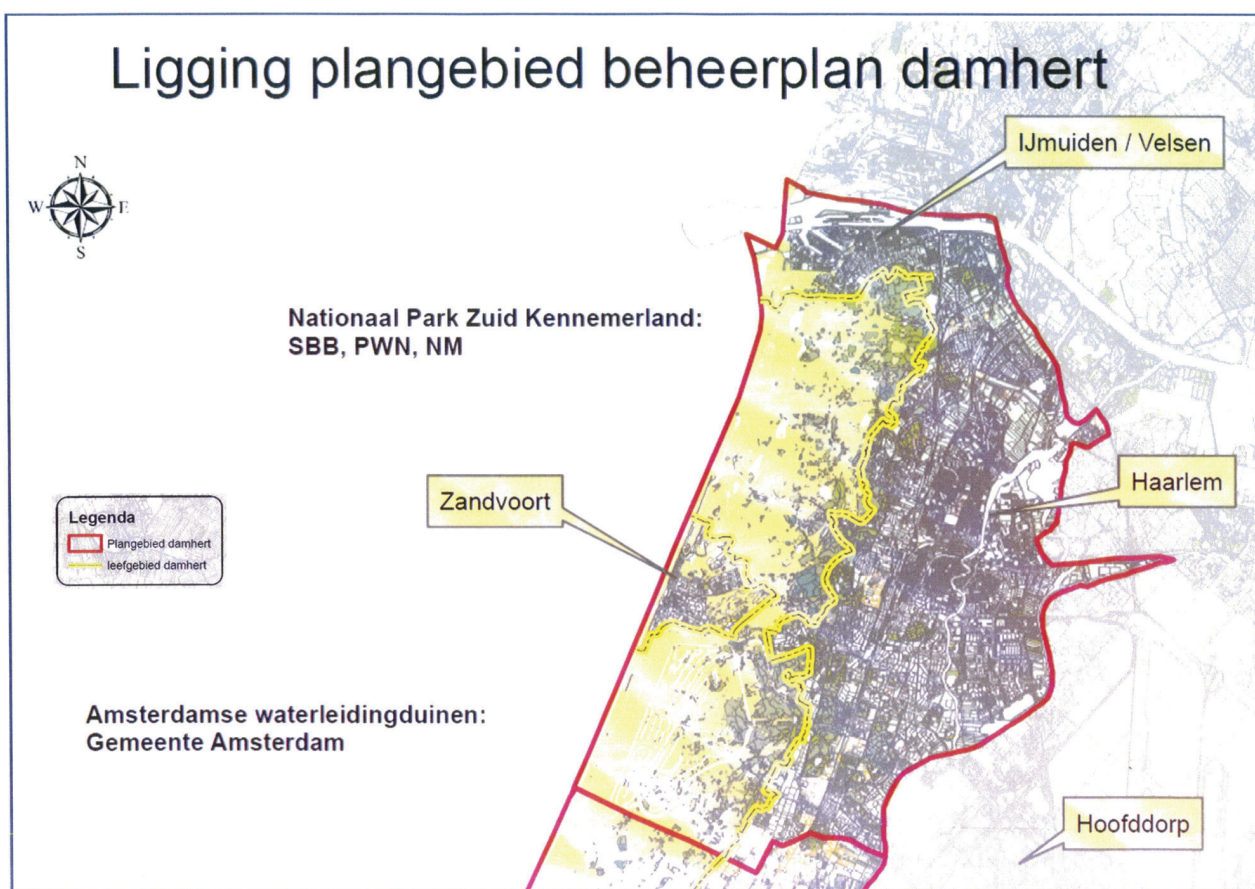 Ligging plangebied beheerplan damhert
IJmuiden / Velsen
N
W E
S
Nationaal Park Zuid Kennemerland:
SBB, PWN, NM
Zandvoort
Haarlem
Legenda
Plangebied damhert
leefgebied damhert
Amsterdamse waterleidingduinen:
Gemeente Amsterdam
Hoofddorp